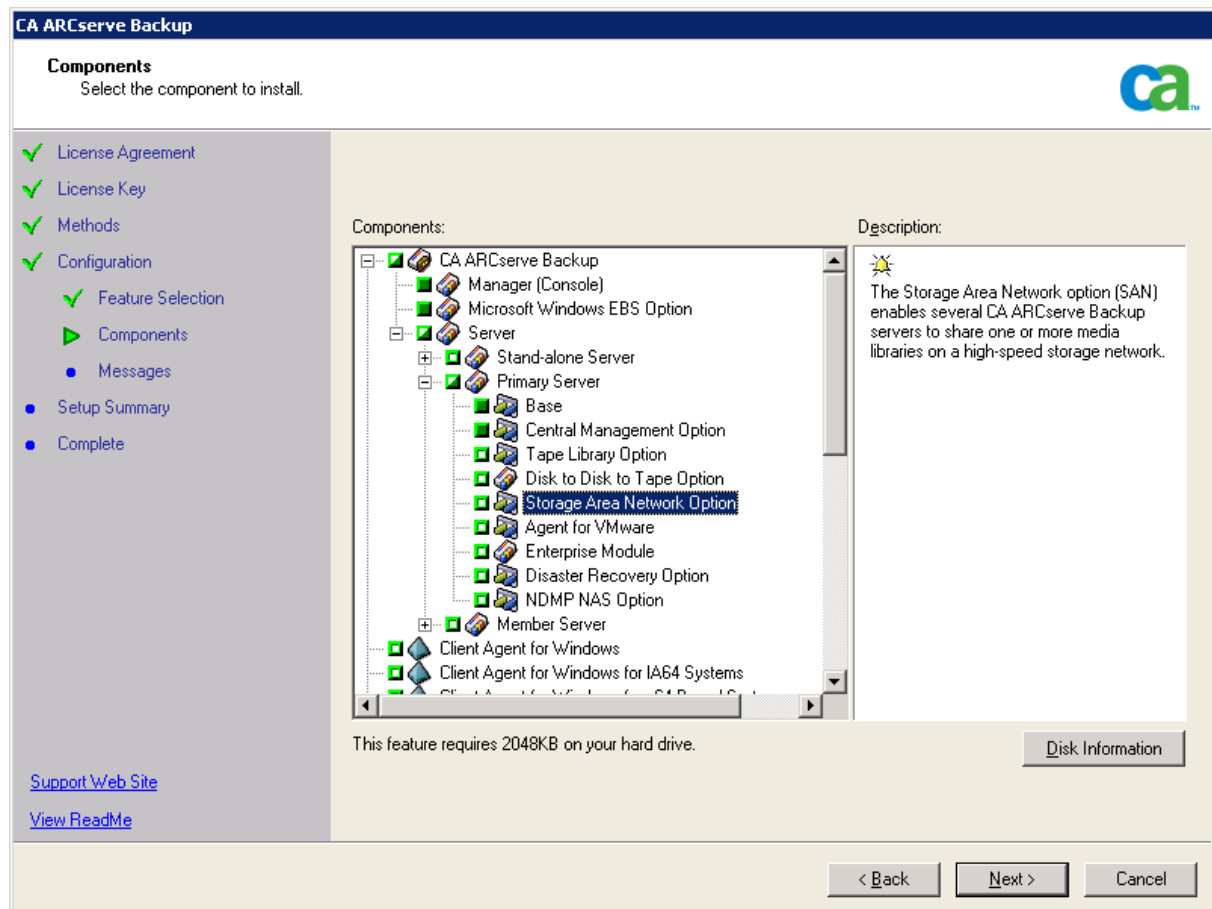 CA ARCserve Backup
Components
Select the component to install.
ca
TM
License Agreement
License Key
Methods
Configuration
Feature Selection
Components
Messages
Setup Summary
Complete
Support Web Site
View ReadMe
Components:
CA ARCserve Backup
Manager (Console)
Microsoft Windows EBS Option
Server
Stand-alone Server
Primary Server
Base
Central Management Option
Tape Library Option
Disk to Disk to Tape Option
Storage Area Network Option
Agent for VMware
Enterprise Module
Disaster Recovery Option
NDMP NAS Option
Member Server
Client Agent for Windows
Client Agent for Windows for IA64 Systems
This feature requires 2048KB on your hard drive.
Description:
The Storage Area Network option (SAN)
enables several CA ARCserve Backup
servers to share one or more media
libraries on a high-speed storage network.
Disk Information
< Back
Next >
Cancel